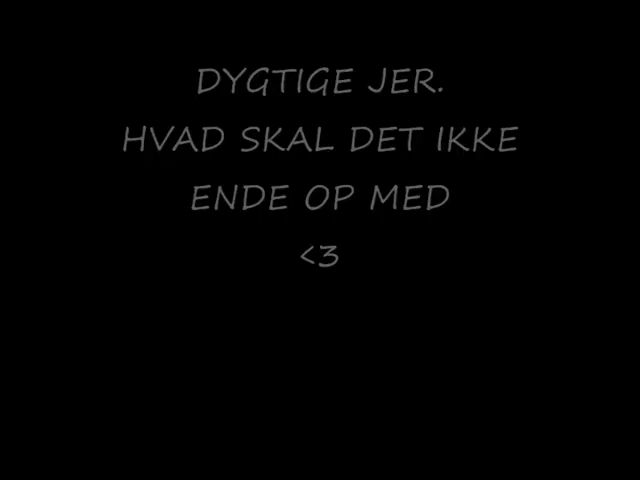 DYGTIGE JER.
HVAD SKAL DET IKKE
ENDE OP MED
<3